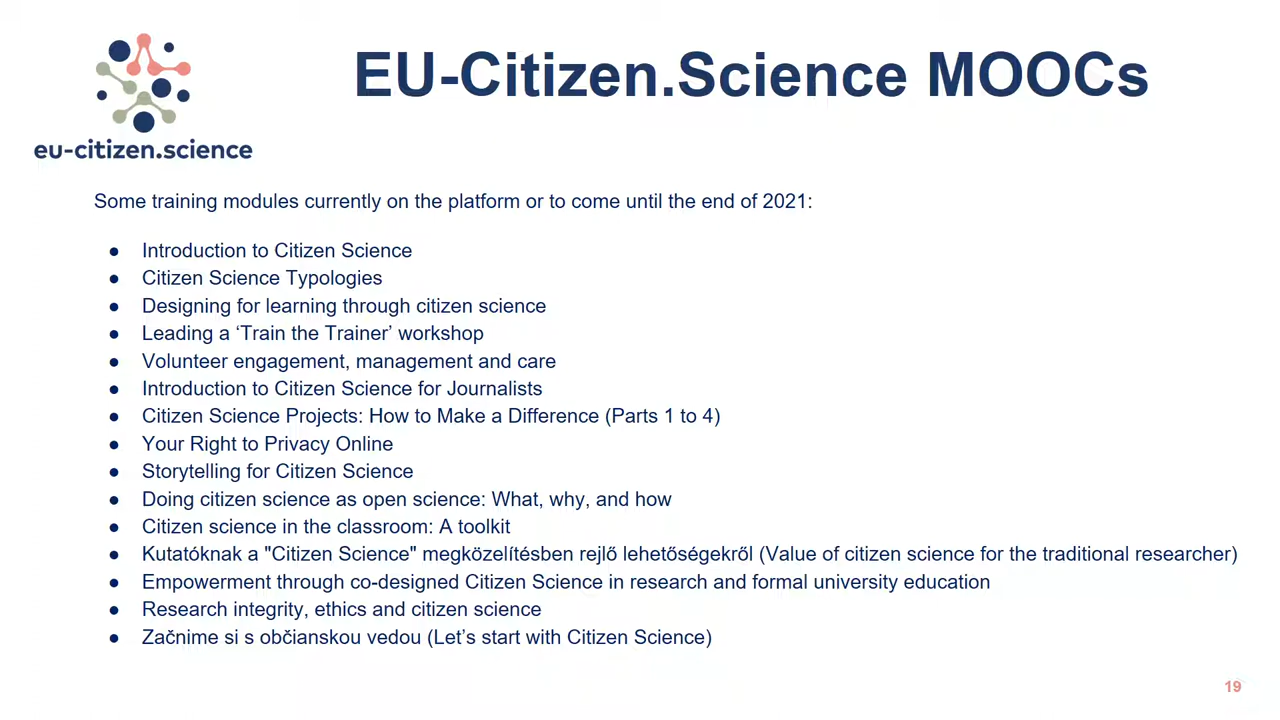 EU-Citizen.Science MOOCs
eu-citizen.science
Some training modules currently on the platform or to come until the end of 2021:
● Introduction to Citizen Science
● Citizen Science Typologies
● Designing for learning through citizen science
● Leading a ‘Train the Trainer’ workshop
● Volunteer engagement, management and care
● Introduction to Citizen Science for Journalists
● Citizen Science Projects: How to Make a Difference (Parts 1 to 4)
● Your Right to Privacy Online
● Storytelling for Citizen Science
● Doing citizen science as open science: What, why, and how
● Citizen science in the classroom: A toolkit
● Kutatóknak a "Citizen Science" megközelítésben rejlő lehetőségekről (Value of citizen science for the traditional researcher)
● Empowerment through co-designed Citizen Science in research and formal university education
● Research integrity, ethics and citizen science
● Začnime si s občianskou vedou (Let’s start with Citizen Science)
19